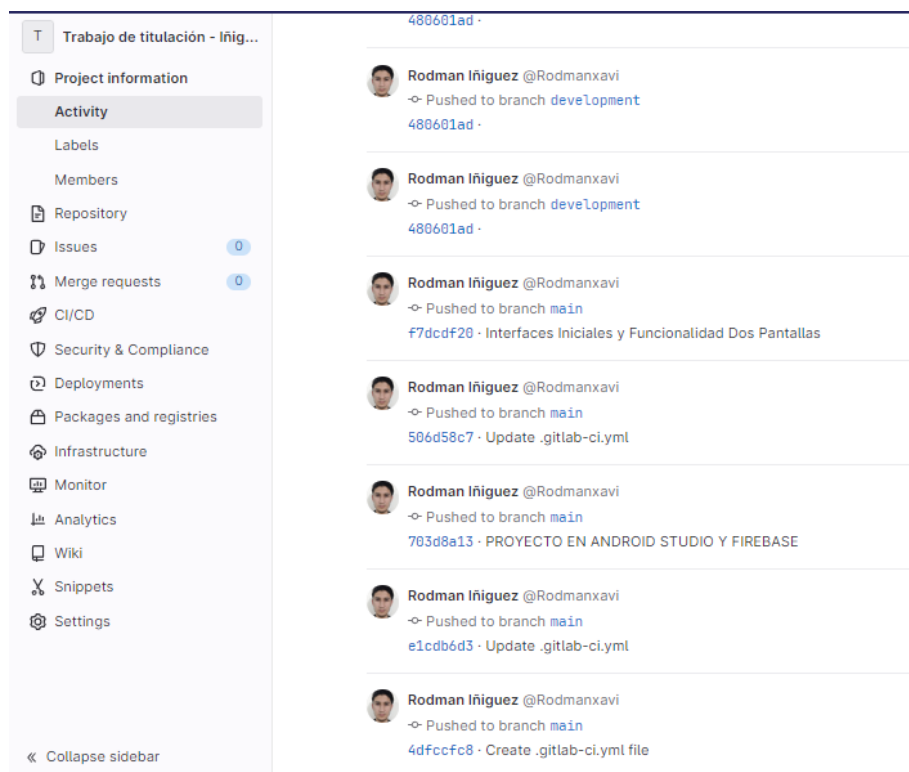 T Trabajo de titulación - Iñig...
Project information
Activity
Labels
Members
Repository
Issues 0
Merge requests 0
CI/CD
Security & Compliance
Deployments
Packages and registries
Infrastructure
Monitor
Analytics
Wiki
Snippets
Settings
« Collapse sidebar
480601ad ·
Rodman Iñiguez @Rodmanxavi
Pushed to branch development
480601ad ·
Rodman Iñiguez @Rodmanxavi
Pushed to branch development
480601ad ·
Rodman Iñiguez @Rodmanxavi
Pushed to branch main
f7dcdf20 · Interfaces Iniciales y Funcionalidad Dos Pantallas
Rodman Iñiguez @Rodmanxavi
Pushed to branch main
506d58c7 · Update .gitlab-ci.yml
Rodman Iñiguez @Rodmanxavi
Pushed to branch main
703d8a13 · PROYECTO EN ANDROID STUDIO Y FIREBASE
Rodman Iñiguez @Rodmanxavi
Pushed to branch main
e1cdb6d3 · Update .gitlab-ci.yml
Rodman Iñiguez @Rodmanxavi
Pushed to branch main
4dfccfc8 · Create .gitlab-ci.yml file